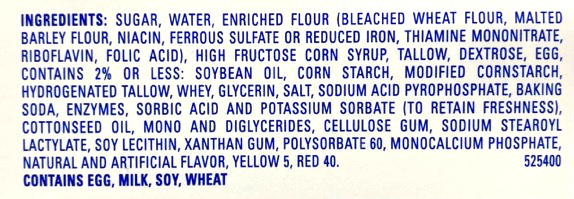 INGREDIENTS: SUGAR, WATER, ENRICHED FLOUR (BLEACHED WHEAT FLOUR, MALTED
BARLEY FLOUR, NIACIN, FERROUS SULFATE OR REDUCED IRON, THIAMINE MONONITRATE,
RIBOFLAVIN, FOLIC ACID), HIGH FRUCTOSE CORN SYRUP, TALLOW, DEXTROSE, EGG,
CONTAINS 2% OR LESS: SOYBEAN OIL, CORN STARCH, MODIFIED CORNSTARCH,
HYDROGENATED TALLOW, WHEY, GLYCERIN, SALT, SODIUM ACID PYROPHOSPHATE, BAKING
SODA, ENZYMES, SORBIC ACID AND POTASSIUM SORBATE (TO RETAIN FRESHNESS),
COTTONSEED OIL, MONO AND DIGLYCERIDES, CELLULOSE GUM, SODIUM STEAROYL
LACTYLATE, SOY LECITHIN, XANTHAN GUM, POLYSORBATE 60, MONOCALCIUM PHOSPHATE,
NATURAL AND ARTIFICIAL FLAVOR, YELLOW 5, RED 40. 525400
CONTAINS EGG, MILK, SOY, WHEAT